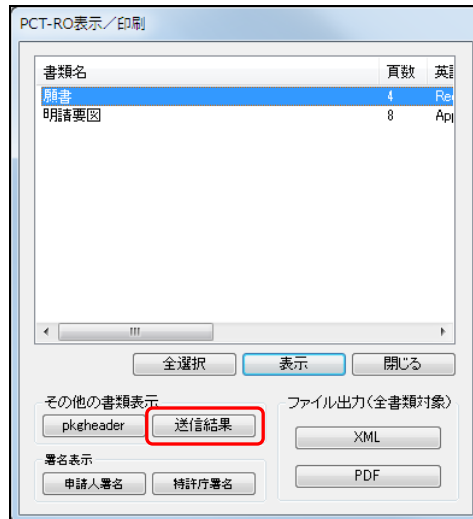 PCT-RO表示／印刷
書類名 頁数 英
願書 4 Re
明請要図 8 Ap
全選択 表示 閉じる
その他の書類表示 ファイル出力(全書類対象)
pkgheader 送信結果 XML
署名表示
申請人署名 特許庁署名 PDF